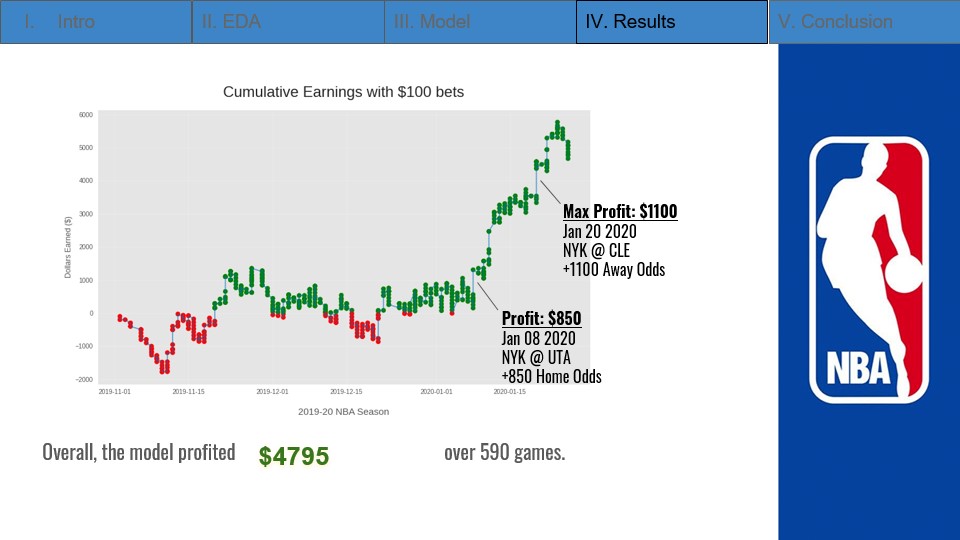 I. Intro
II. EDA
III. Model
IV. Results
V. Conclusion
Cumulative Earnings with $100 bets
6000
5000
4000
3000
2000
1000
0
−1000
−2000
Dollars Earned ($)
2019-11-01
2019-11-15
2019-12-01
2019-12-15
2020-01-01
2020-01-15
2019-20 NBA Season
Max Profit: $1100
Jan 20 2020
NYK @ CLE
+1100 Away Odds
Profit: $850
Jan 08 2020
NYK @ UTA
+850 Home Odds
Overall, the model profited $4795 over 590 games.
NBA